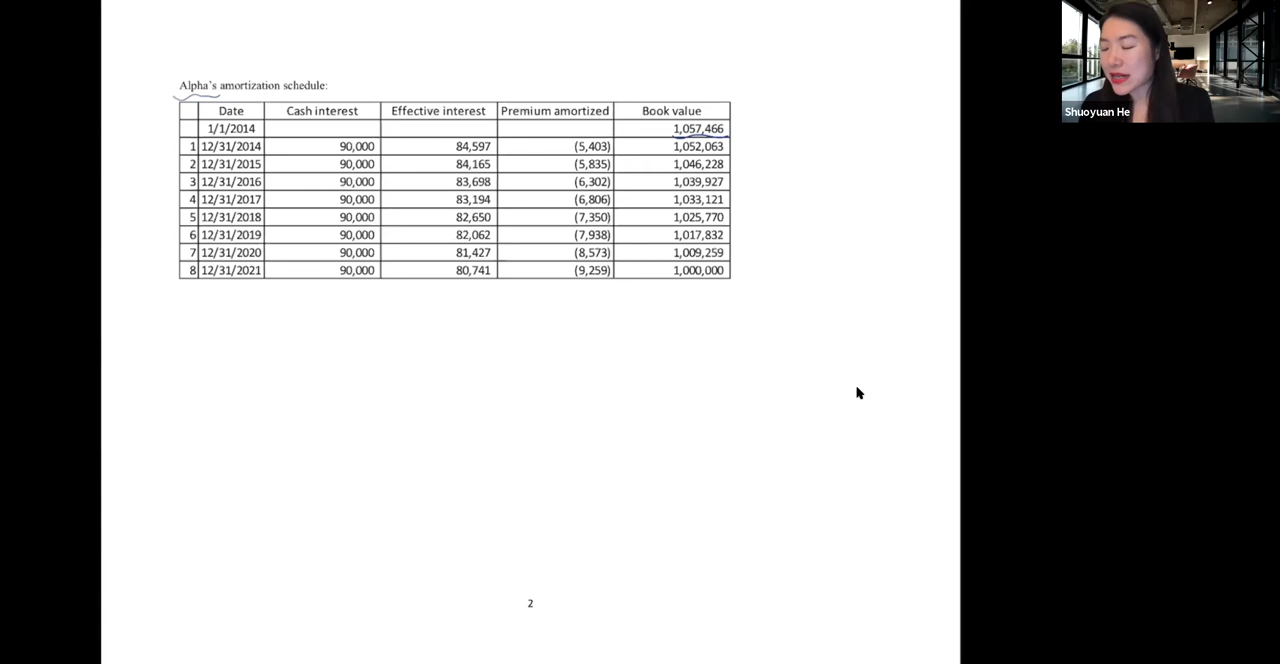 Alpha's amortization schedule:
Date Cash interest Effective interest Premium amortized Book value
1/1/2014 1,057,466
1 12/31/2014 90,000 84,597 (5,403) 1,052,063
2 12/31/2015 90,000 84,165 (5,835) 1,046,228
3 12/31/2016 90,000 83,698 (6,302) 1,039,927
4 12/31/2017 90,000 83,194 (6,806) 1,033,121
5 12/31/2018 90,000 82,650 (7,350) 1,025,770
6 12/31/2019 90,000 82,062 (7,938) 1,017,832
7 12/31/2020 90,000 81,427 (8,573) 1,009,259
8 12/31/2021 90,000 80,741 (9,259) 1,000,000
2
Shuoyuan He